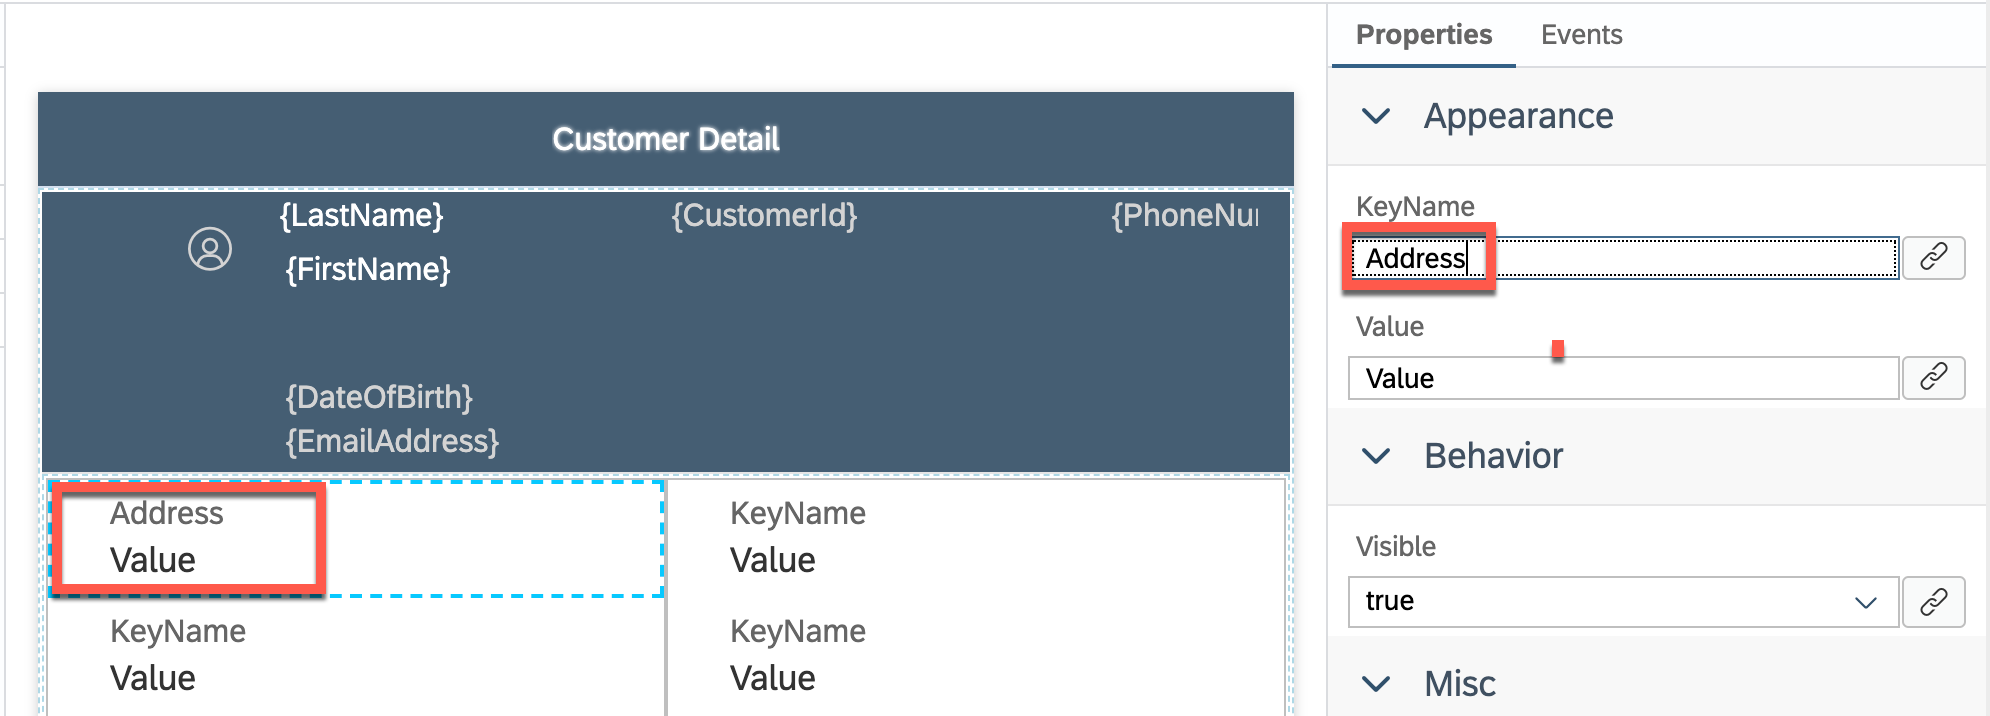 Properties Events
Appearance
KeyName
Address
Value
Value
Behavior
Visible
true
Misc
Customer Detail
{LastName} {CustomerId} {PhoneNu
{FirstName}
{DateOfBirth}
{EmailAddress}
Address KeyName
Value Value
KeyName KeyName
Value Value